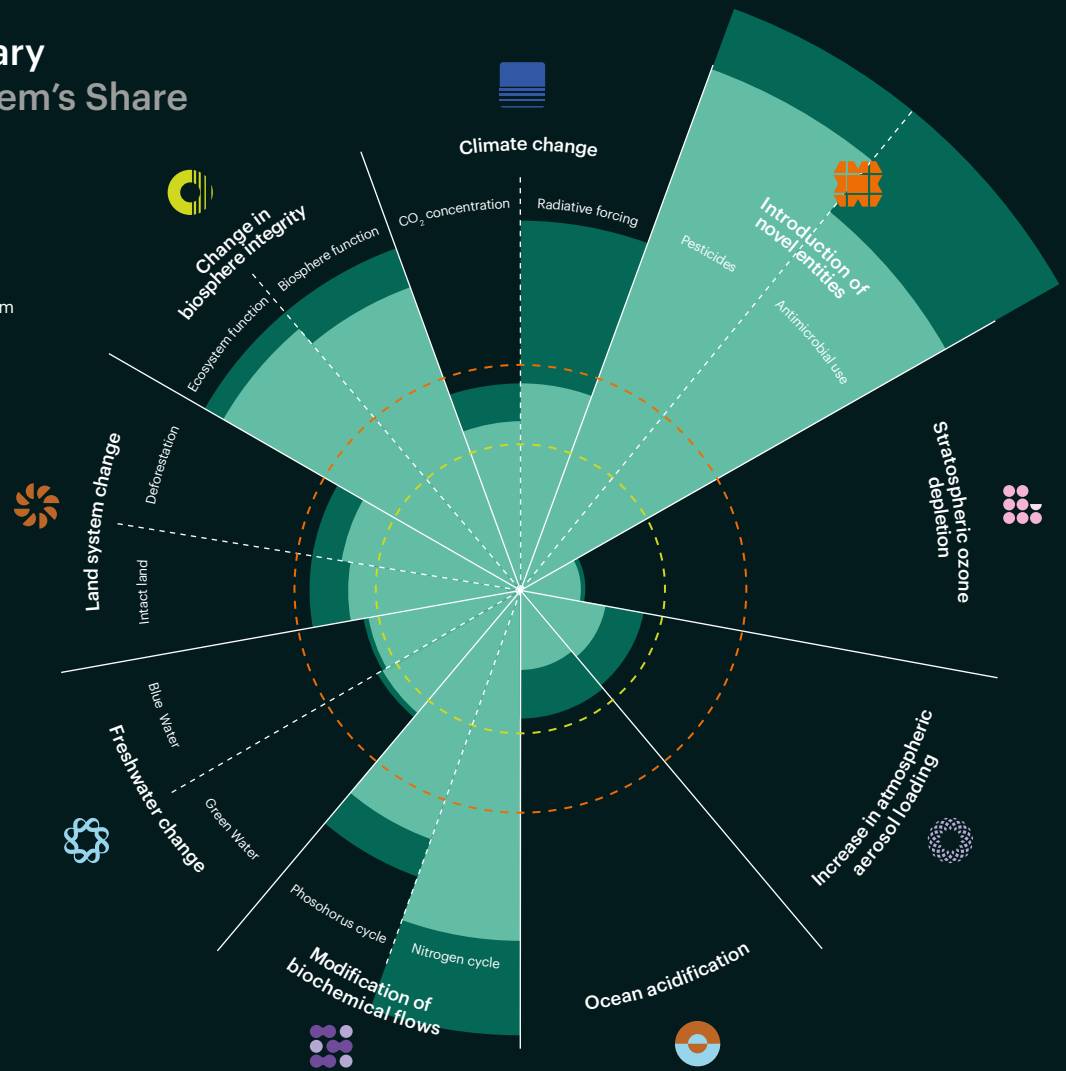 ary
em's Share
m
Climate change
CO₂ concentration
Radiative forcing
Introduction of
novel entities
Pesticides
Antimicrobial use
Stratospheric ozone
depletion
Increase in atmospheric
aerosol loading
Ocean acidification
Modification of
biochemical flows
Nitrogen cycle
Phosohorus cycle
Freshwater change
Green Water
Blue Water
Land system change
Intact land
Deforestation
Change in
biosphere integrity
Ecosystem function
Biosphere function